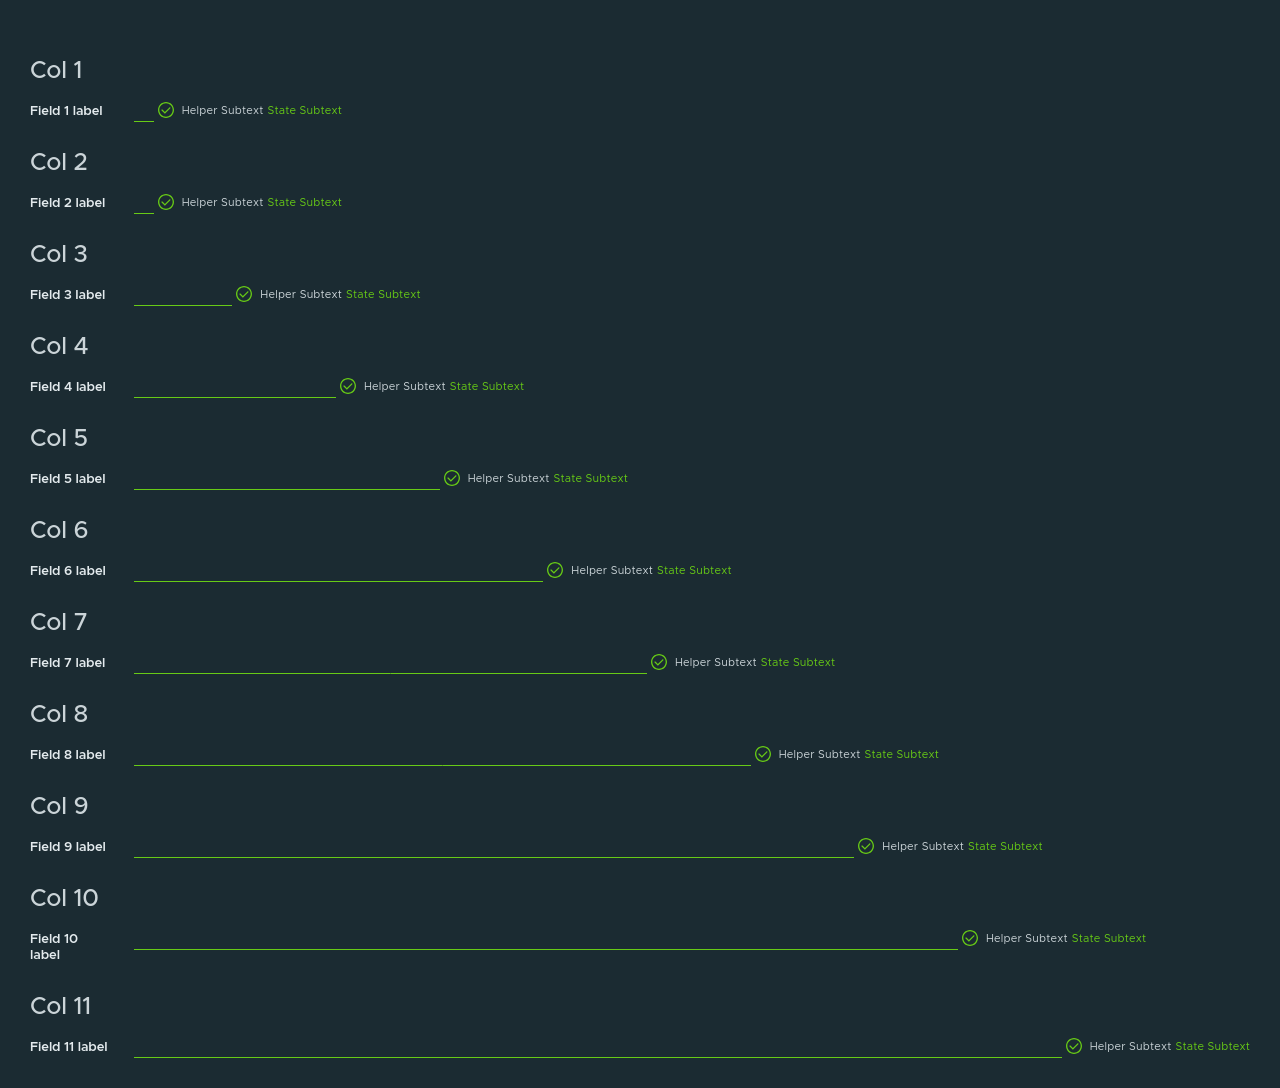 Col 1
Field 1 label Helper Subtext State Subtext
Col 2
Field 2 label Helper Subtext State Subtext
Col 3
Field 3 label Helper Subtext State Subtext
Col 4
Field 4 label Helper Subtext State Subtext
Col 5
Field 5 label Helper Subtext State Subtext
Col 6
Field 6 label Helper Subtext State Subtext
Col 7
Field 7 label Helper Subtext State Subtext
Col 8
Field 8 label Helper Subtext State Subtext
Col 9
Field 9 label Helper Subtext State Subtext
Col 10
Field 10 Helper Subtext State Subtext
label
Col 11
Field 11 label Helper Subtext State Subtext